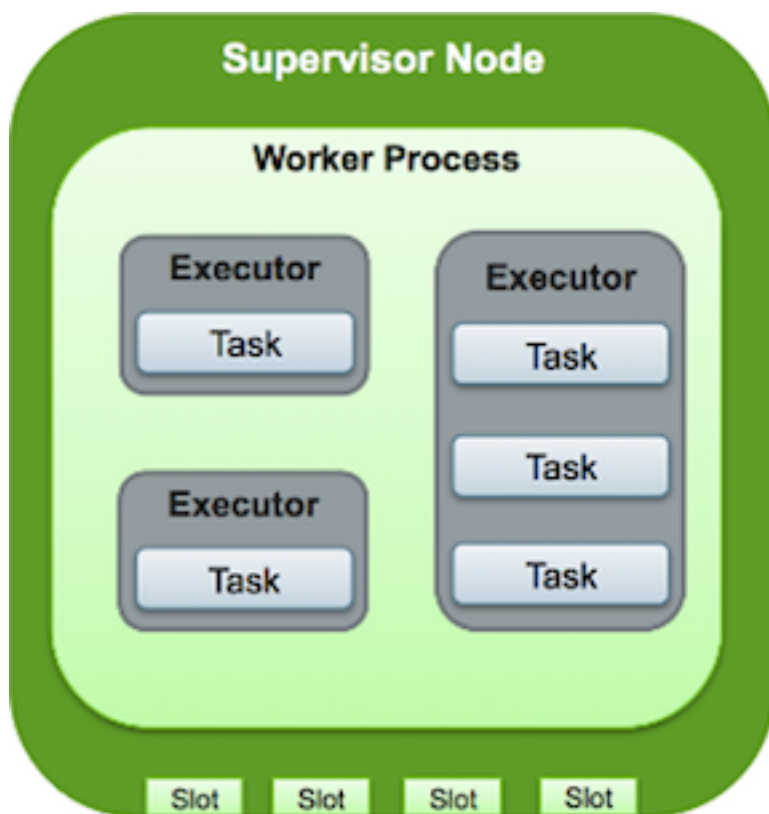 Supervisor Node
Worker Process
Executor
Task
Executor
Task
Executor
Task
Task
Task
Slot Slot Slot Slot